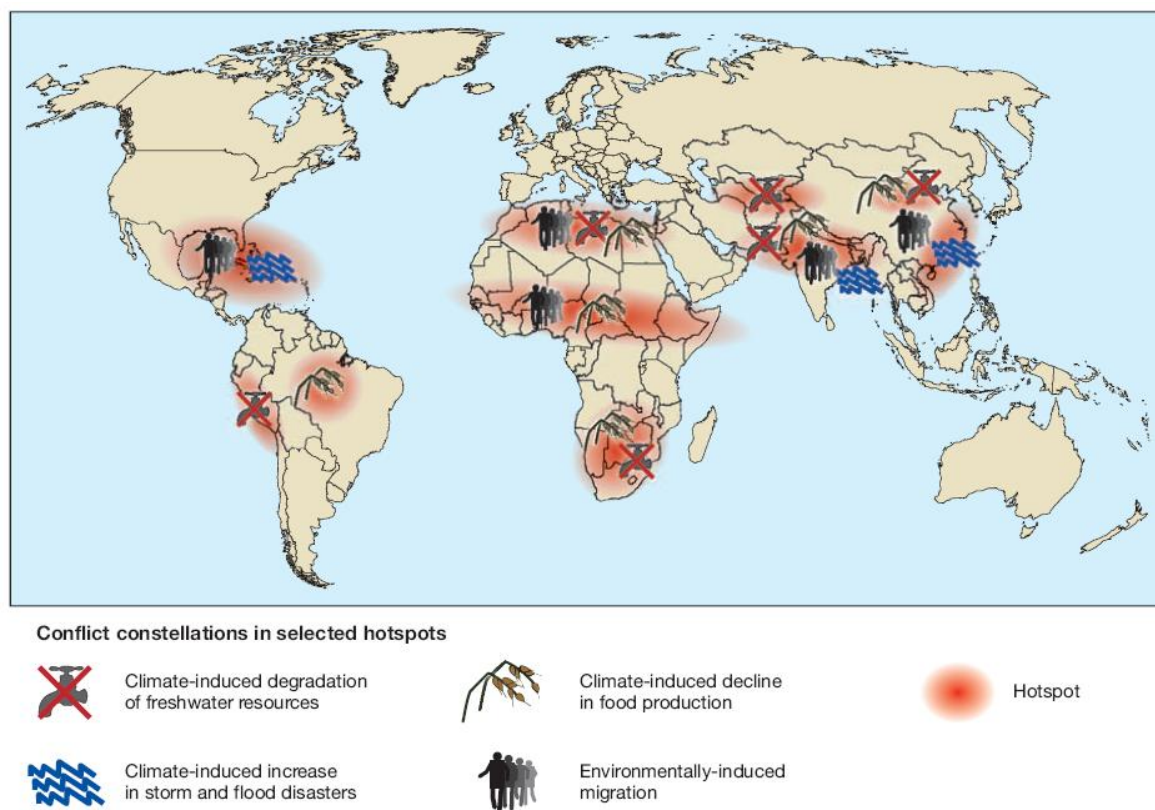 Conflict constellations in selected hotspots
Climate-induced degradation
of freshwater resources
Climate-induced decline
in food production
Hotspot
Climate-induced increase
in storm and flood disasters
Environmentally-induced
migration